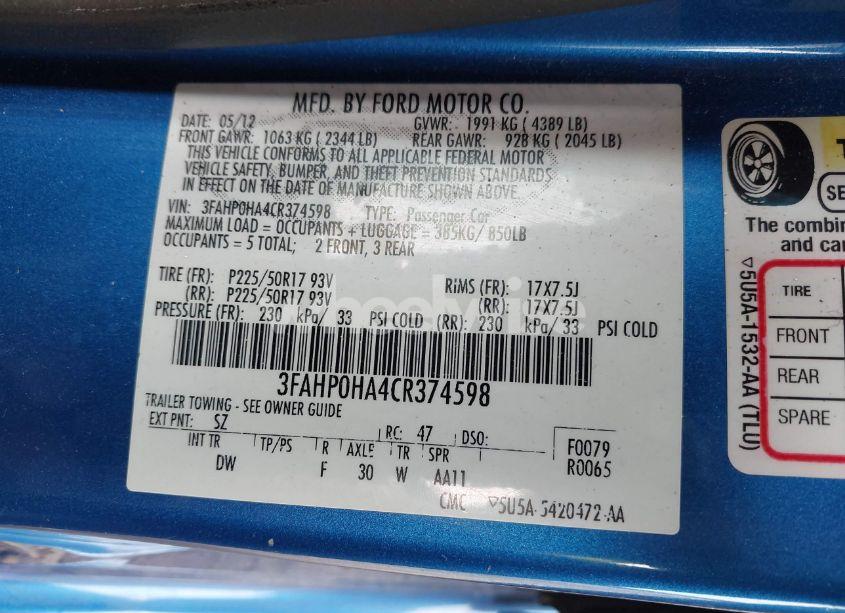 MFD. BY FORD MOTOR CO.
DATE: 05/12 GVWR: 1991 KG ( 4389 LB)
FRONT GAWR: 1063 KG ( 2344 LB) REAR GAWR: 928 KG ( 2045 LB)
THIS VEHICLE CONFORMS TO ALL APPLICABLE FEDERAL MOTOR
VEHICLE SAFETY, BUMPER, AND THEFT PREVENTION STANDARDS
IN EFFECT ON THE DATE OF MANUFACTURE SHOWN ABOVE.
VIN: 3FAHP0HA4CR374598 TYPE: Passenger Car
MAXIMUM LOAD = OCCUPANTS + LUGGAGE = 385KG/ 850LB
OCCUPANTS = 5 TOTAL; 2 FRONT, 3 REAR
TIRE (FR): P225/50R17 93V RIMS (FR): 17X7.5J
(RR): P225/50R17 93V (RR): 17X7.5J
PRESSURE (FR): 230 kPa/ 33 PSI COLD (RR): 230 kPa/ 33 PSI COLD
3FAHP0HA4CR374598
TRAILER TOWING - SEE OWNER GUIDE
EXT PNT: SZ RC: 47 DSO: F0079
INT TR TP/PS R AXLE TR SPR R0065
DW F 30 W AA11
CMC ▽5U5A-5420472-AA
The combin
and ca
TIRE
FRONT
REAR
SPARE
▽5U5A-1532-AA (TLU)